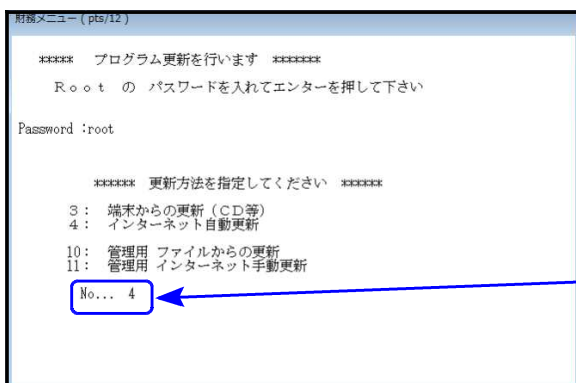 財務メニュー ( pts/12 )
***** プログラム更新を行います *******
Ｒｏｏｔ の パスワードを入れてエンターを押して下さい
Password :root
****** 更新方法を指定してください ******
3： 端末からの更新（ＣＤ等）
4： インターネット自動更新
10： 管理用 ファイルからの更新
11： 管理用 インターネット手動更新
No... 4